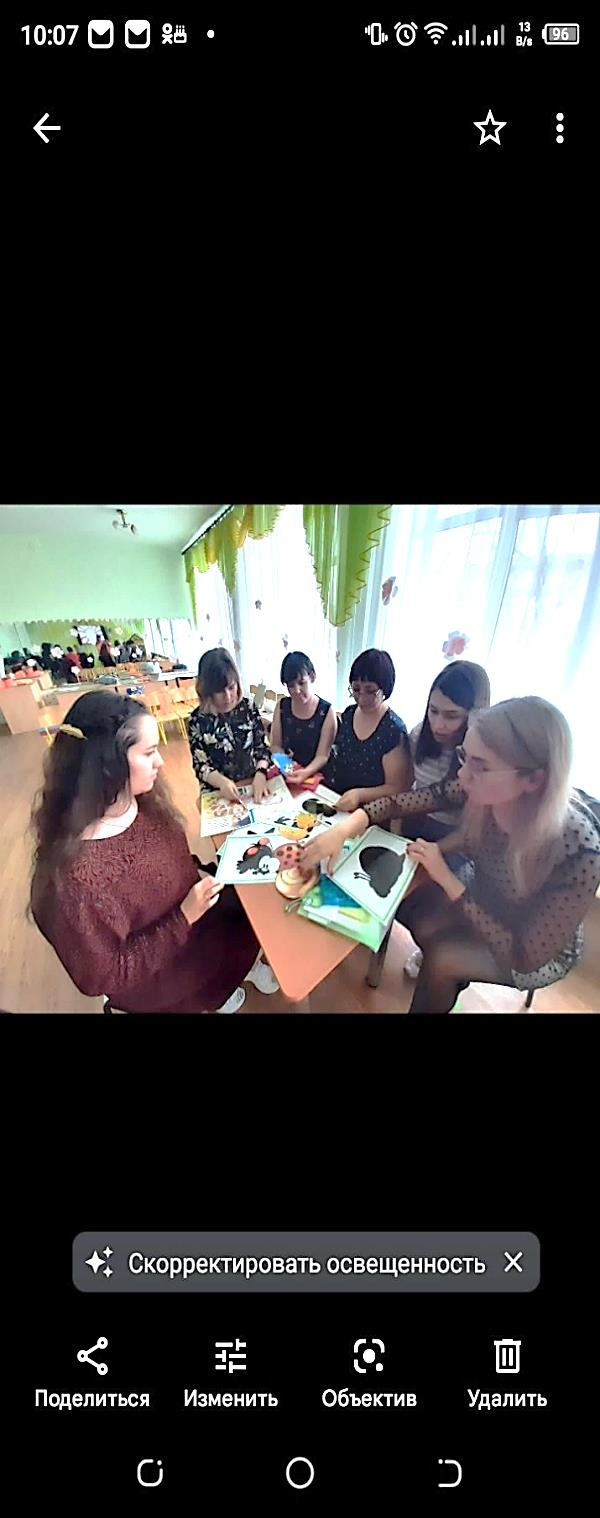 10:07
13
B/s
96
Скорректировать освещенность
Поделиться Изменить Объектив Удалить